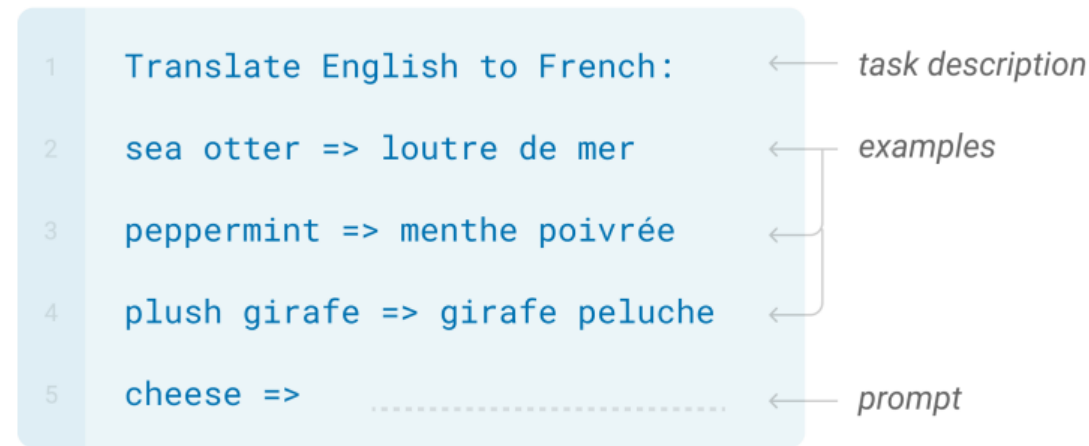 1 Translate English to French: task description
2 sea otter => loutre de mer examples
3 peppermint => menthe poivrée
4 plush girafe => girafe peluche
5 cheese => prompt